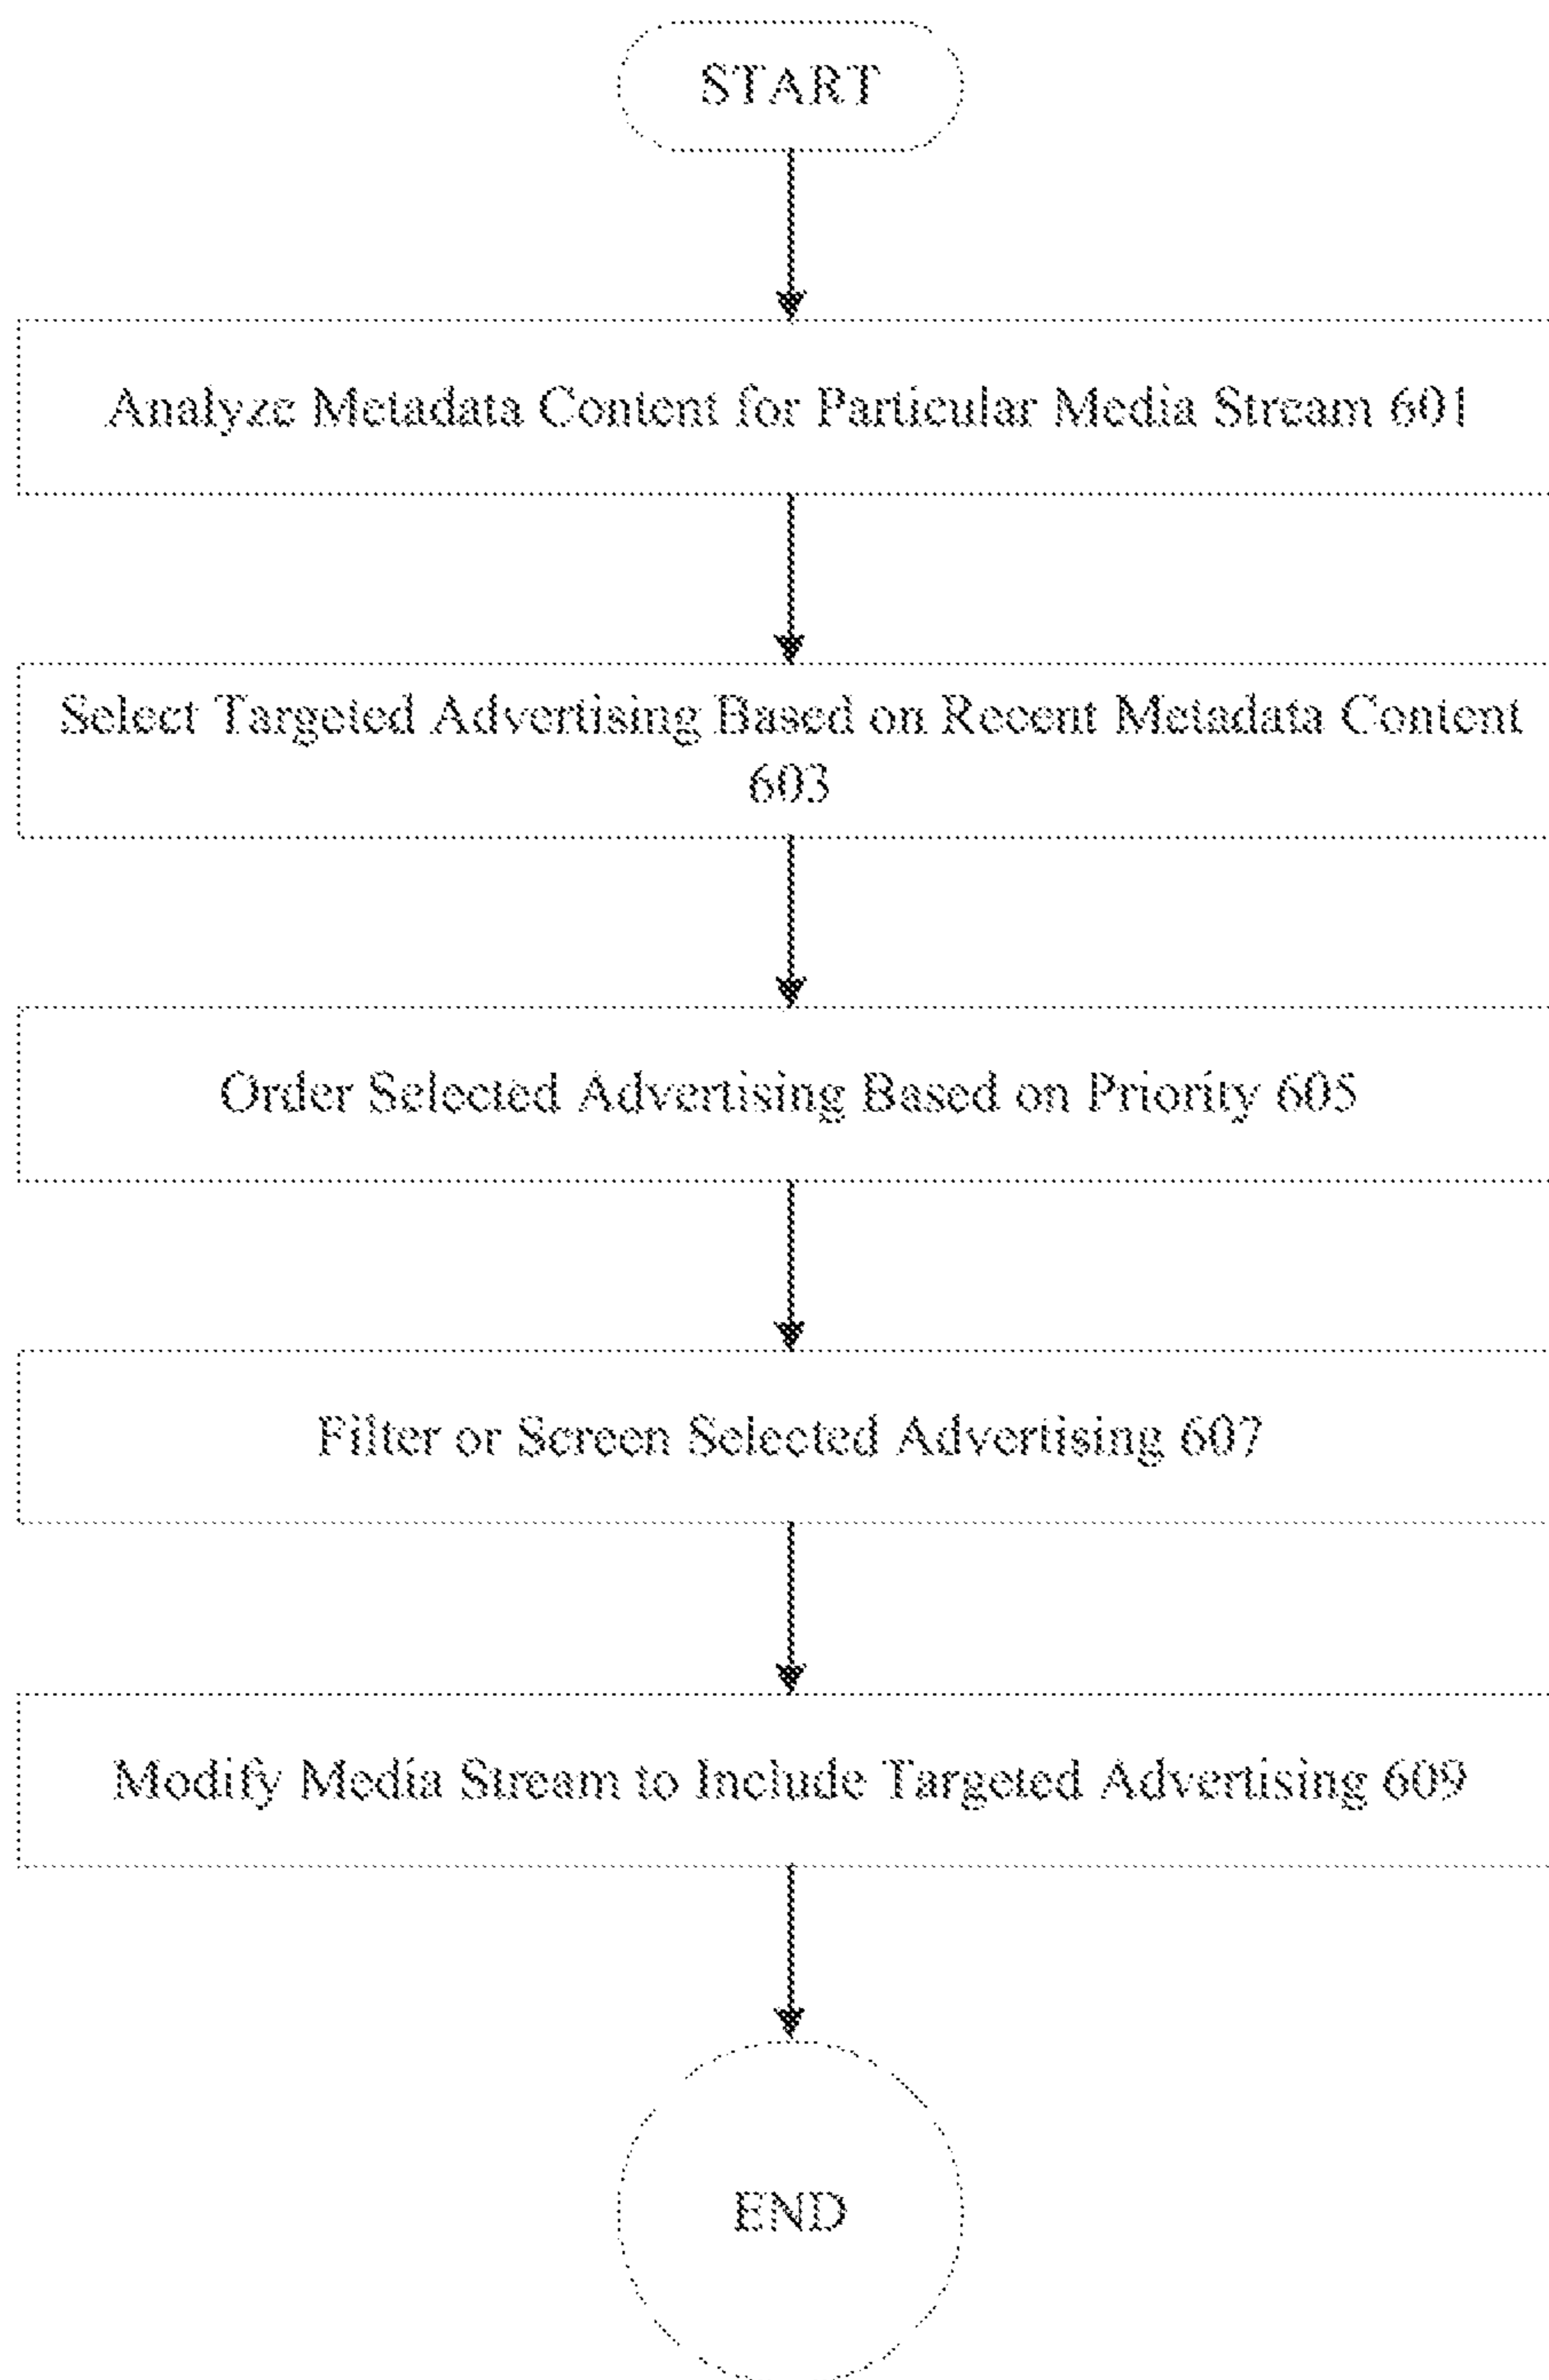 START
Analyze Metadata Content for Particular Media Stream 601
Select Targeted Advertising Based on Recent Metadata Content
603
Order Selected Advertising Based on Priority 605
Filter or Screen Selected Advertising 607
Modify Media Stream to Include Targeted Advertising 609
END